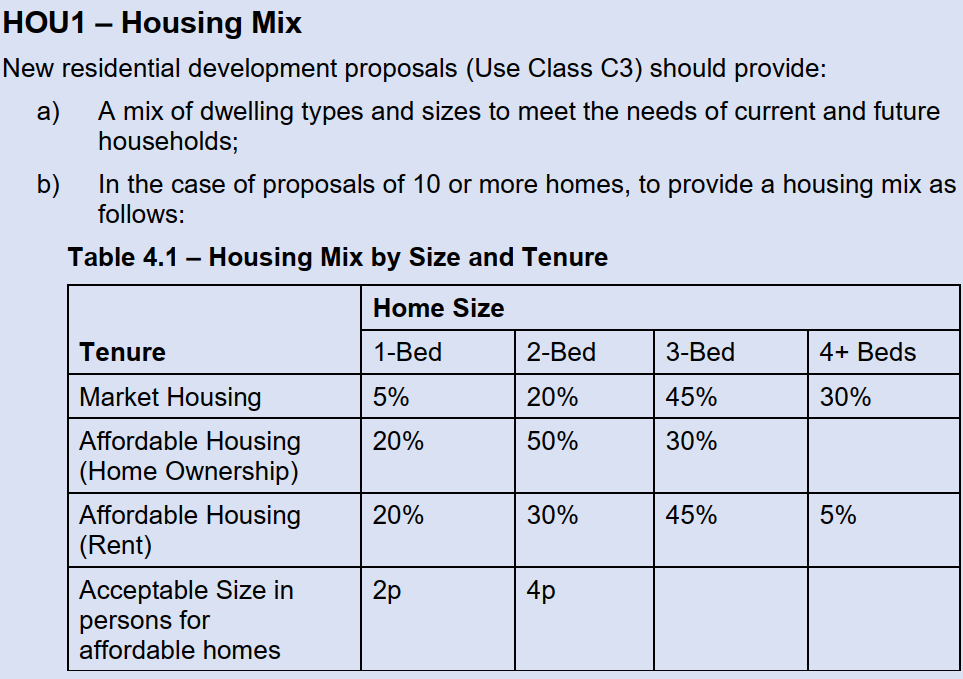 HOU1 – Housing Mix
New residential development proposals (Use Class C3) should provide:
a) A mix of dwelling types and sizes to meet the needs of current and future
households;
b) In the case of proposals of 10 or more homes, to provide a housing mix as
follows:
Table 4.1 – Housing Mix by Size and Tenure
Home Size
Tenure 1-Bed 2-Bed 3-Bed 4+ Beds
Market Housing 5% 20% 45% 30%
Affordable Housing 20% 50% 30%
(Home Ownership)
Affordable Housing 20% 30% 45% 5%
(Rent)
Acceptable Size in 2p 4p
persons for
affordable homes